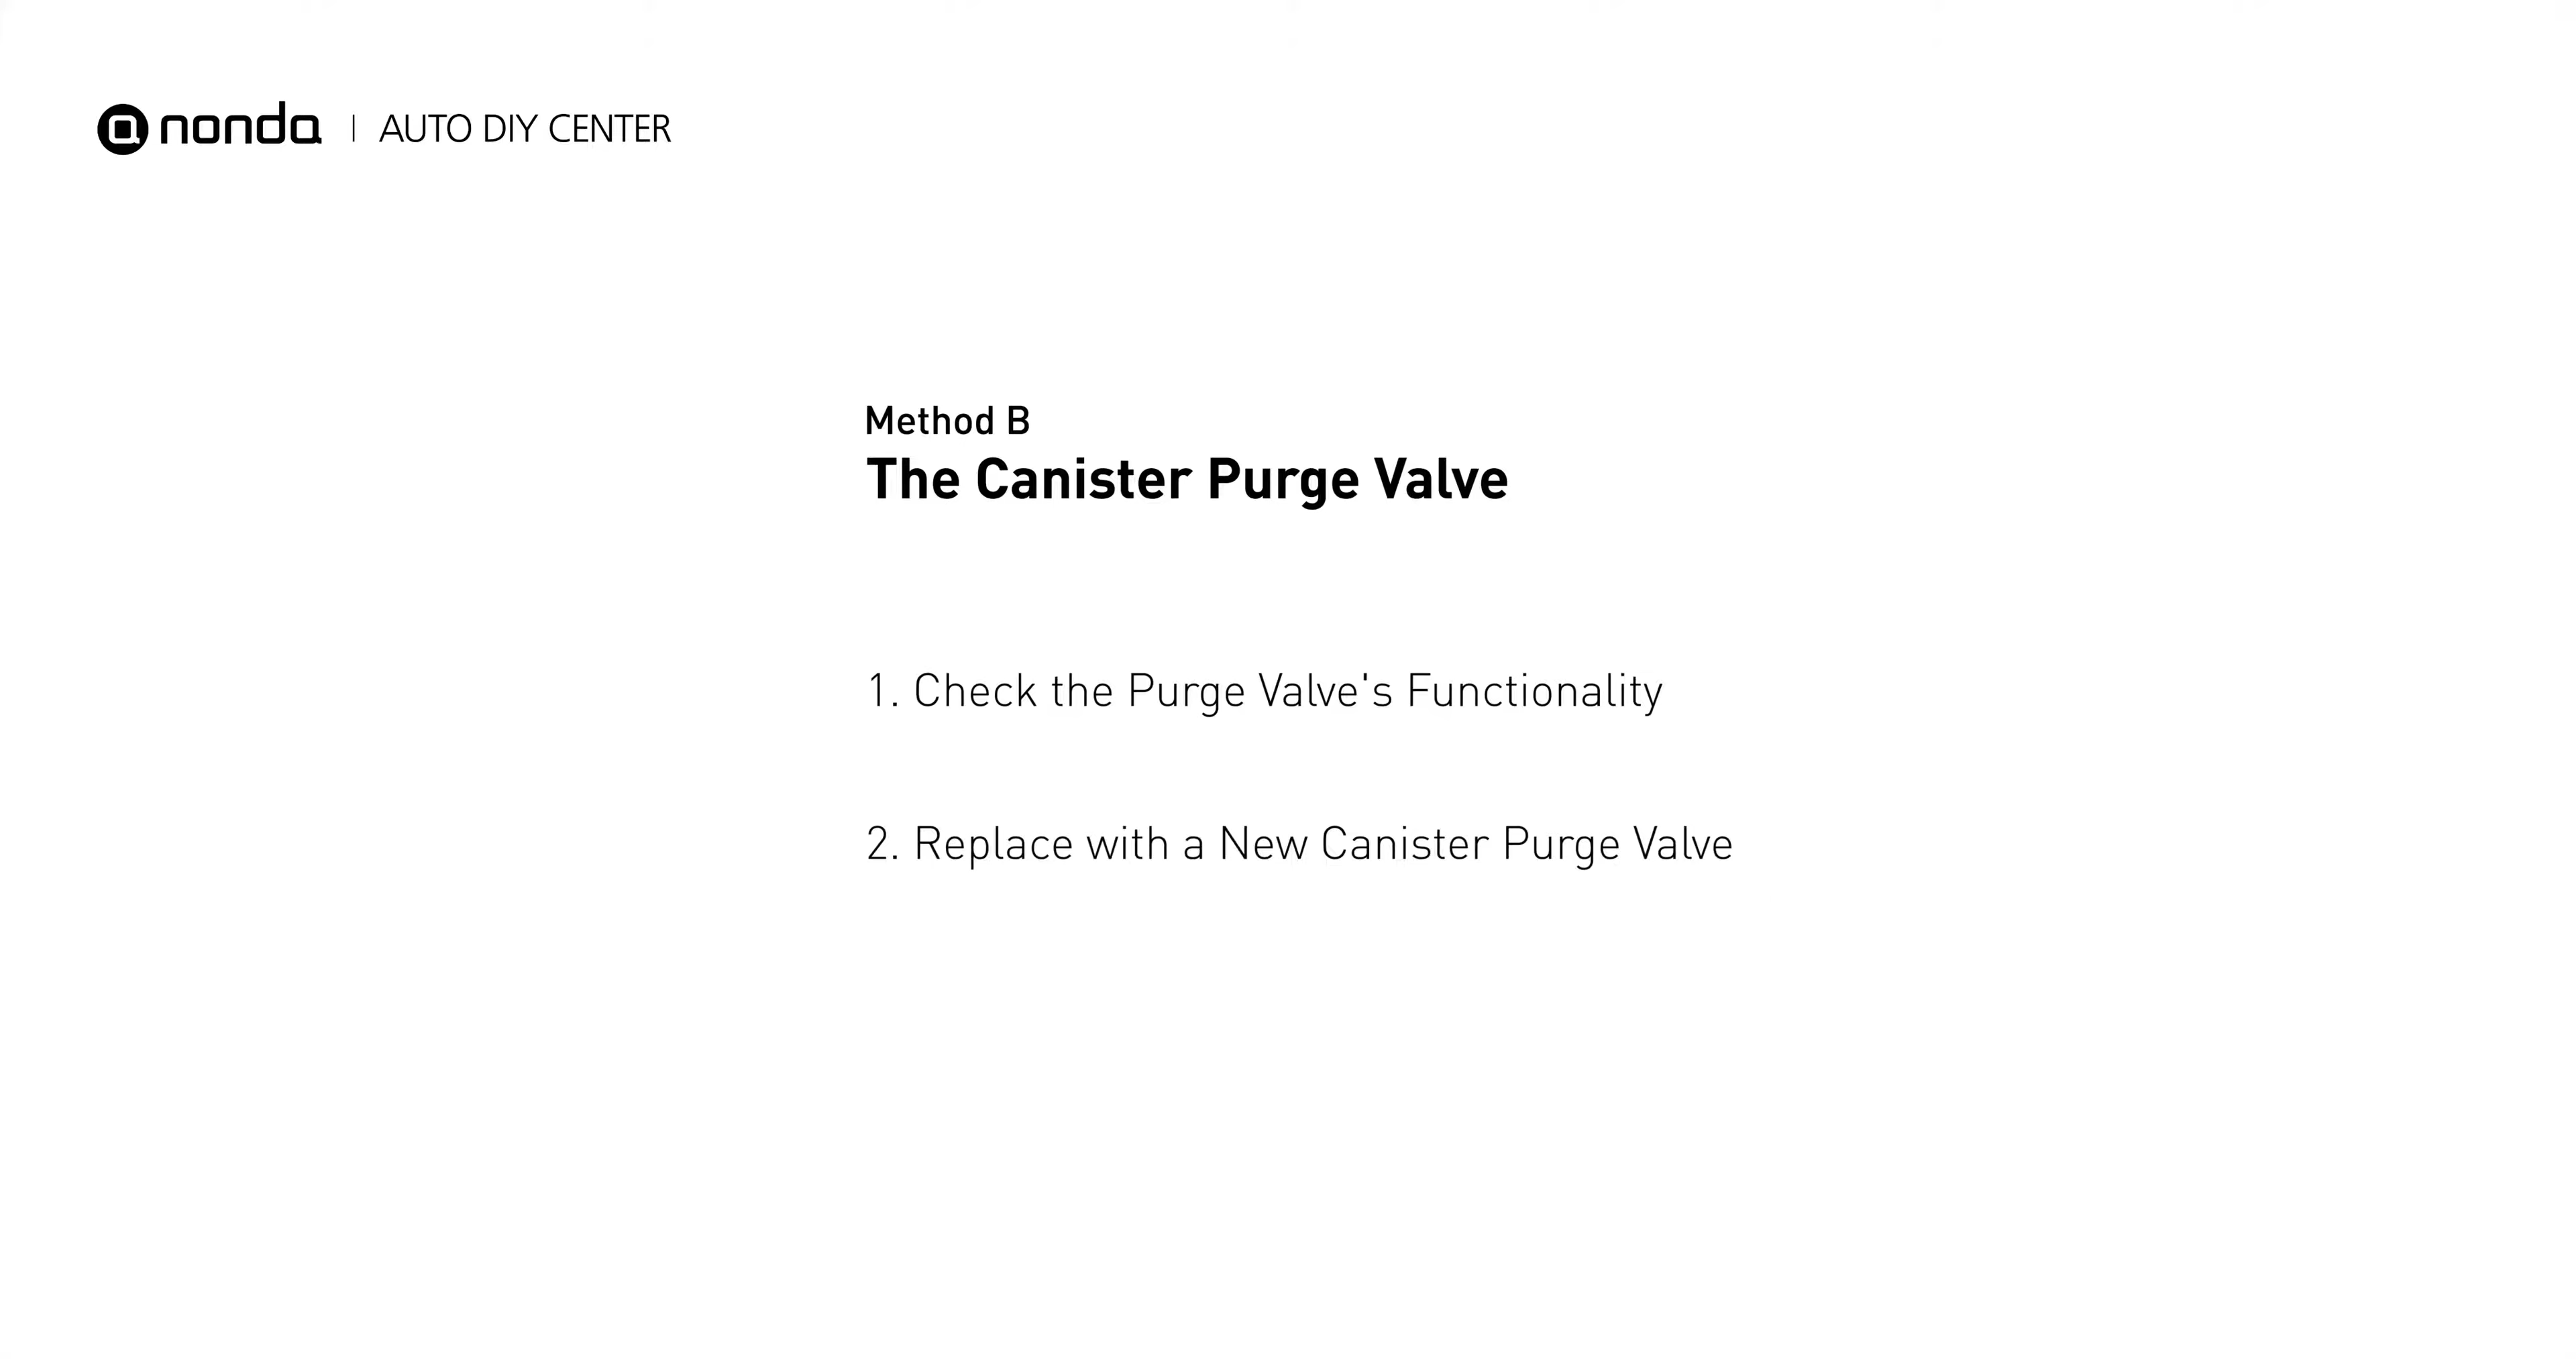 nonda | AUTO DIY CENTER
Method B
The Canister Purge Valve
1. Check the Purge Valve's Functionality
2. Replace with a New Canister Purge Valve